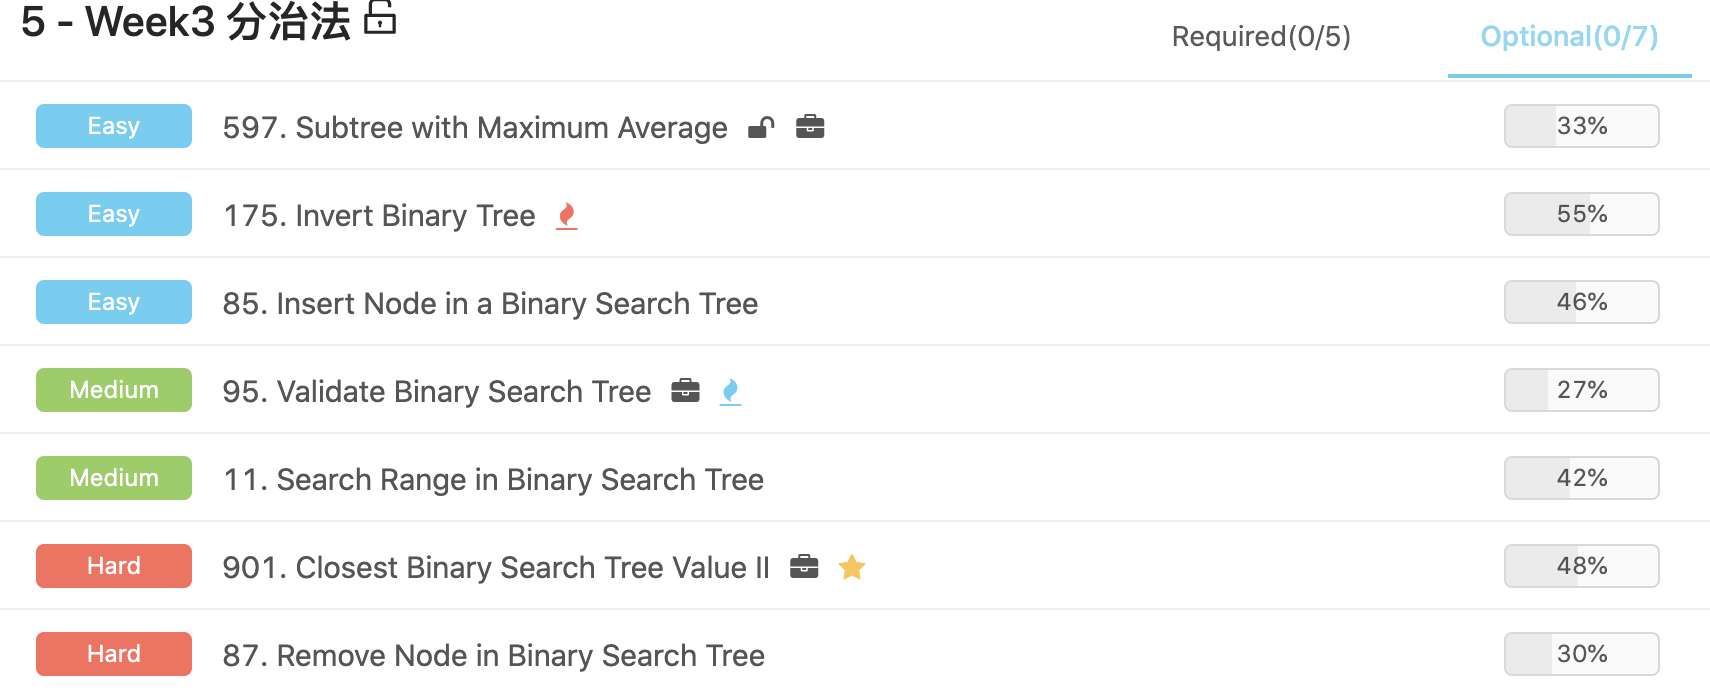 5 - Week3 分治法
Required(0/5)
Optional(0/7)
Easy 597. Subtree with Maximum Average 33%
Easy 175. Invert Binary Tree 55%
Easy 85. Insert Node in a Binary Search Tree 46%
Medium 95. Validate Binary Search Tree 27%
Medium 11. Search Range in Binary Search Tree 42%
Hard 901. Closest Binary Search Tree Value II 48%
Hard 87. Remove Node in Binary Search Tree 30%